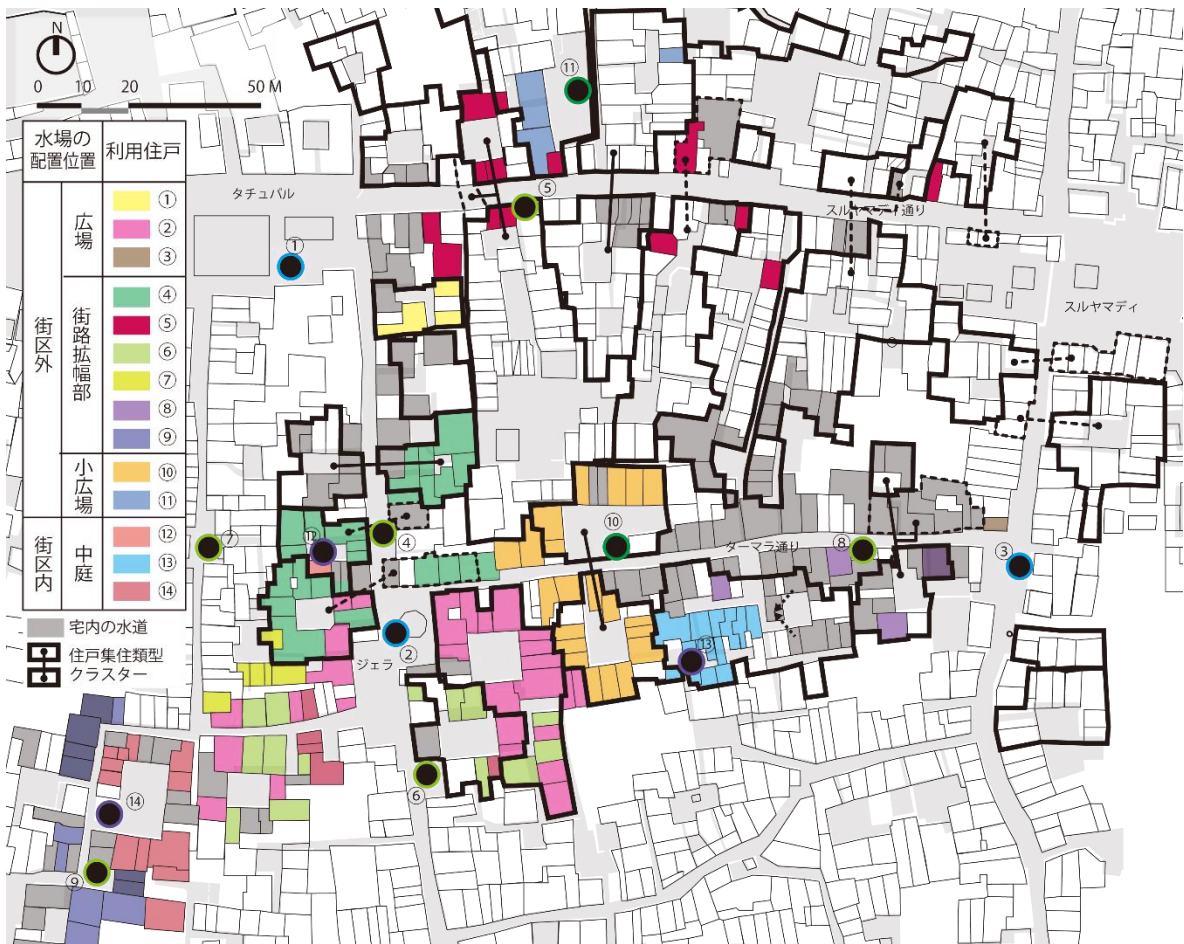 N
0 10 20 50 M
水場の
配置位置
利用住戸
街区外
広場
①
②
③
街路拡幅部
④
⑤
⑥
⑦
⑧
⑨
小広場
⑩
⑪
街区内
中庭
⑫
⑬
⑭
宅内の水道
住戸集住類型
クラスター
⑪
タチュパル
⑤
スルヤマディ通り
①
スルヤマディ
⑦
⑫
④
⑩
ターマラ通り
⑧
③
②
ジェラ
⑬
⑥
⑭
⑨